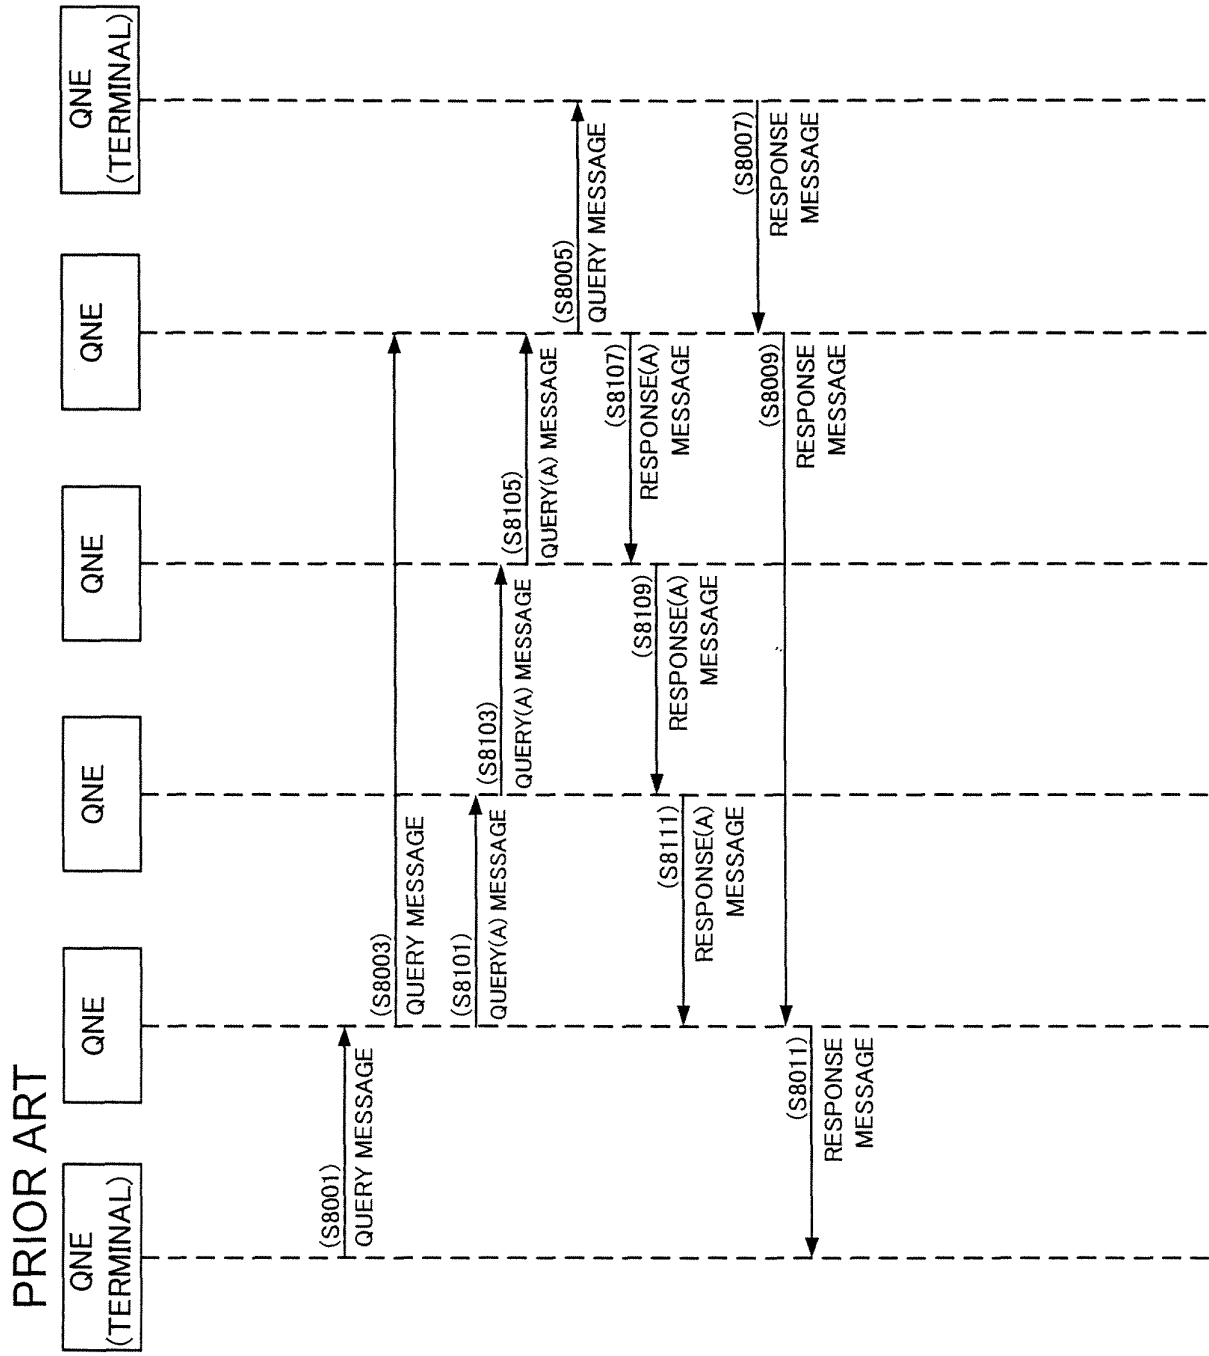 PRIOR ART
QNE
(TERMINAL)
QNE
QNE
QNE
QNE
QNE
(TERMINAL)
(S8001)
QUERY MESSAGE
(S8003)
QUERY MESSAGE
(S8101)
QUERY(A) MESSAGE
(S8103)
QUERY(A) MESSAGE
(S8105)
QUERY(A) MESSAGE
(S8005)
QUERY MESSAGE
(S8107)
RESPONSE(A)
MESSAGE
(S8109)
RESPONSE(A)
MESSAGE
(S8111)
RESPONSE(A)
MESSAGE
(S8007)
RESPONSE
MESSAGE
(S8009)
RESPONSE
MESSAGE
(S8011)
RESPONSE
MESSAGE